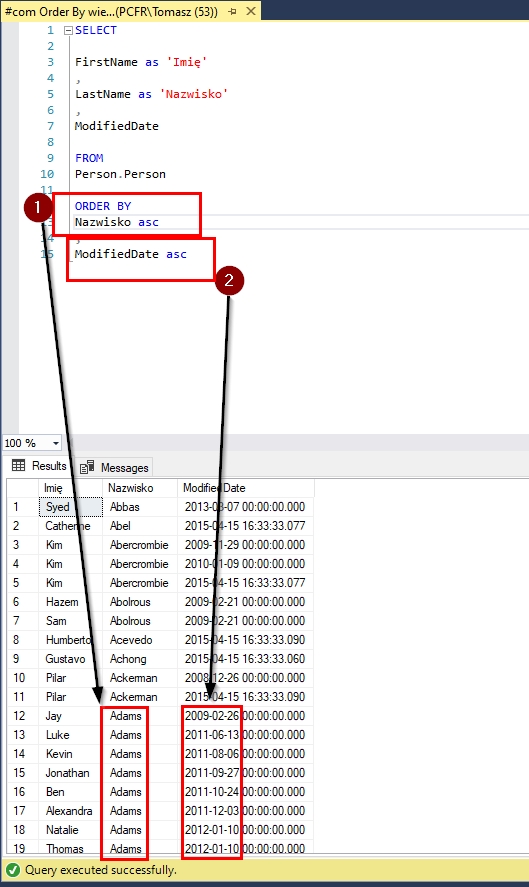 #com Order By wie...(PCFR\Tomasz (53))
1 SELECT
2
3 FirstName as 'Imię'
4 ,
5 LastName as 'Nazwisko'
6 ,
7 ModifiedDate
8
9 FROM
10 Person.Person
11
ORDER BY
1
Nazwisko asc
14 ,
15 ModifiedDate asc
2
100 %
Results Messages
Imię Nazwisko ModifiedDate
1 Syed Abbas 2013-03-07 00:00:00.000
2 Catherine Abel 2015-04-15 16:33:33.077
3 Kim Abercrombie 2009-11-29 00:00:00.000
4 Kim Abercrombie 2010-01-09 00:00:00.000
5 Kim Abercrombie 2015-04-15 16:33:33.077
6 Hazem Abolrous 2009-02-21 00:00:00.000
7 Sam Abolrous 2009-02-21 00:00:00.000
8 Humberto Acevedo 2015-04-15 16:33:33.090
9 Gustavo Achong 2015-04-15 16:33:33.060
10 Pilar Ackerman 2008-12-26 00:00:00.000
11 Pilar Ackerman 2015-04-15 16:33:33.090
12 Jay Adams 2009-02-26 00:00:00.000
13 Luke Adams 2011-06-13 00:00:00.000
14 Kevin Adams 2011-08-06 00:00:00.000
15 Jonathan Adams 2011-09-27 00:00:00.000
16 Ben Adams 2011-10-24 00:00:00.000
17 Alexandra Adams 2011-12-03 00:00:00.000
18 Natalie Adams 2012-01-10 00:00:00.000
19 Thomas Adams 2012-01-10 00:00:00.000
Query executed successfully.